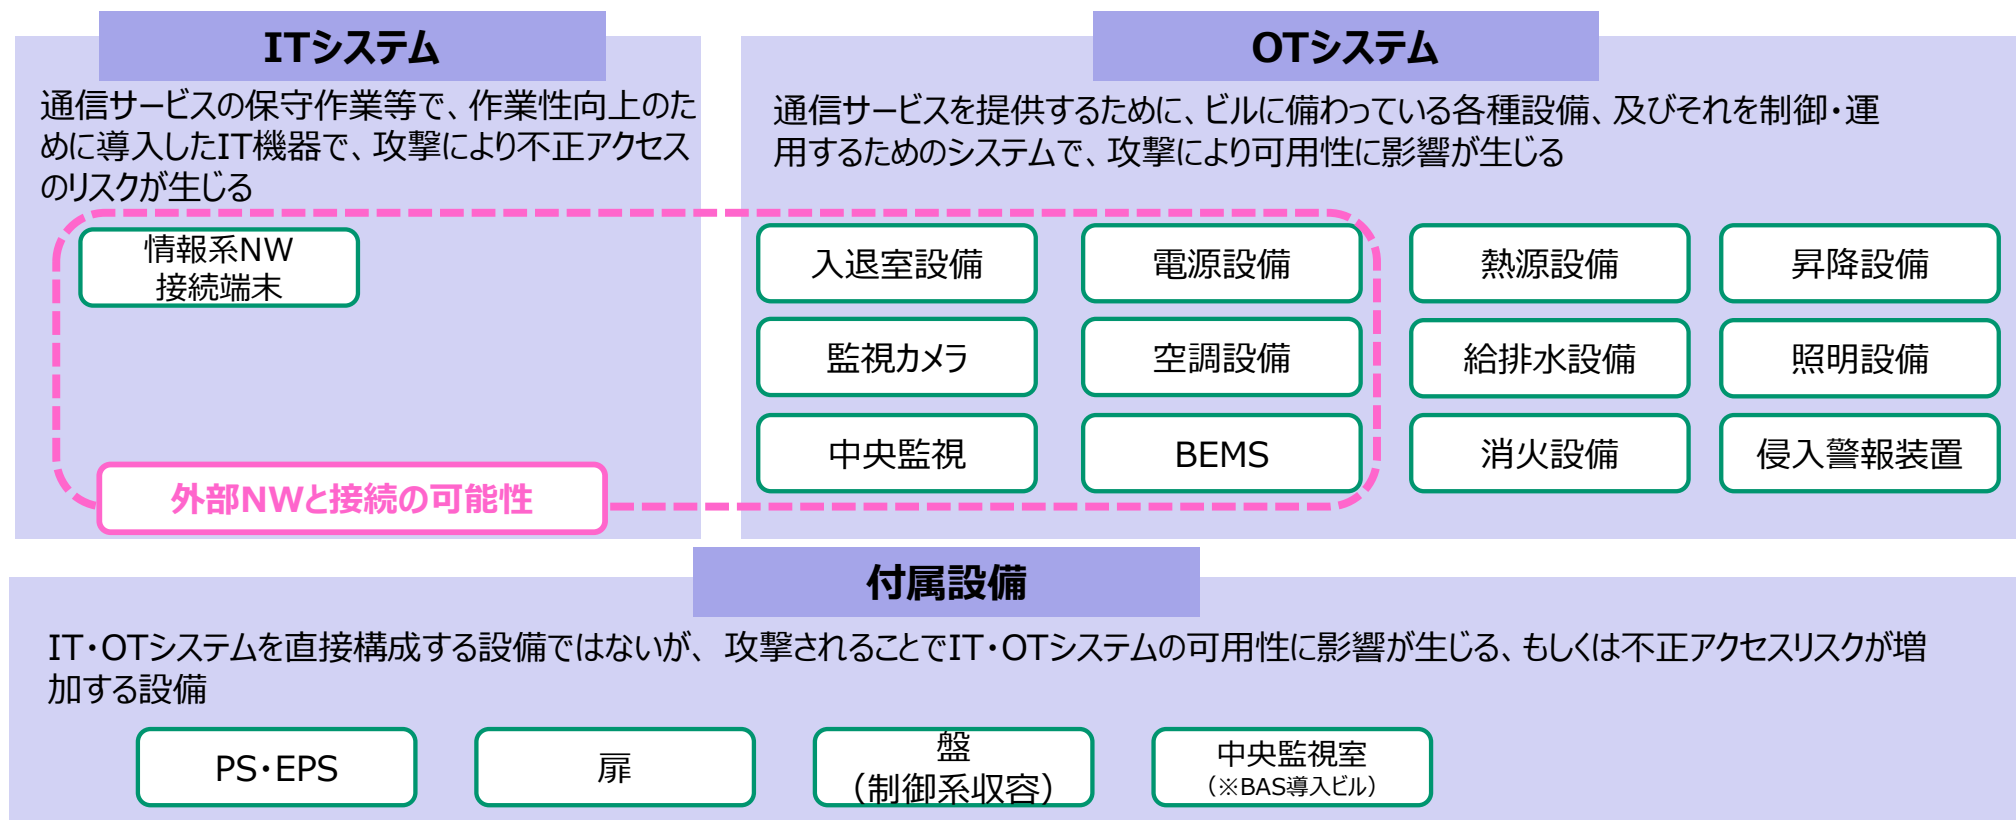 ITシステム
通信サービスの保守作業等で、作業性向上のた
めに導入したIT機器で、攻撃により不正アクセス
のリスクが生じる
情報系NW
接続端末
外部NWと接続の可能性
OTシステム
通信サービスを提供するために、ビルに備わっている各種設備、及びそれを制御・運
用するためのシステムで、攻撃により可用性に影響が生じる
入退室設備
電源設備
熱源設備
昇降設備
監視カメラ
空調設備
給排水設備
照明設備
中央監視
BEMS
消火設備
侵入警報装置
付属設備
IT・OTシステムを直接構成する設備ではないが、攻撃されることでIT・OTシステムの可用性に影響が生じる、もしくは不正アクセスリスクが増
加する設備
PS・EPS
扉
盤
（制御系収容）
中央監視室
（※BAS導入ビル）